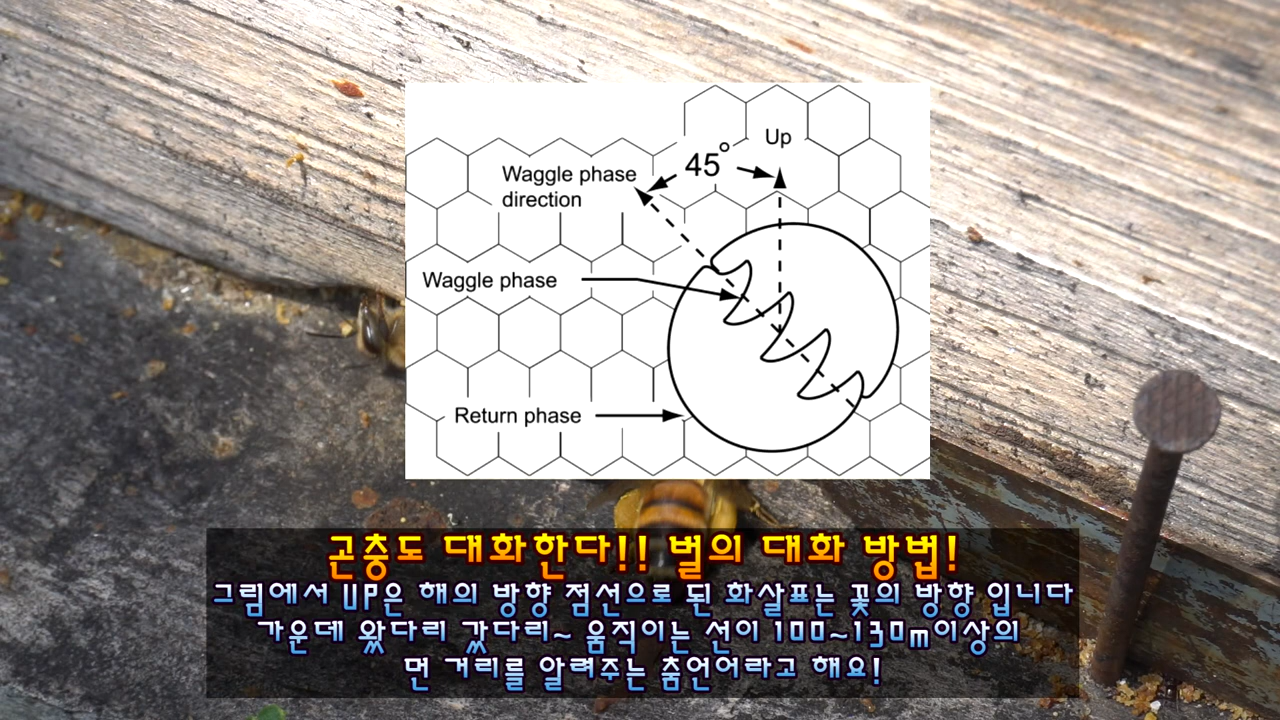 Up
45°
Waggle phase
direction
Waggle phase
Return phase
곤충도 대화한다!! 벌의 대화 방법!
그림에서 UP은 해의 방향 점선으로 된 화살표는 꽃의 방향 입니다
가운데 왔다리 갔다리~ 움직이는 선이 100~130m이상의
먼 거리를 알려주는 춤언어라고 해요!